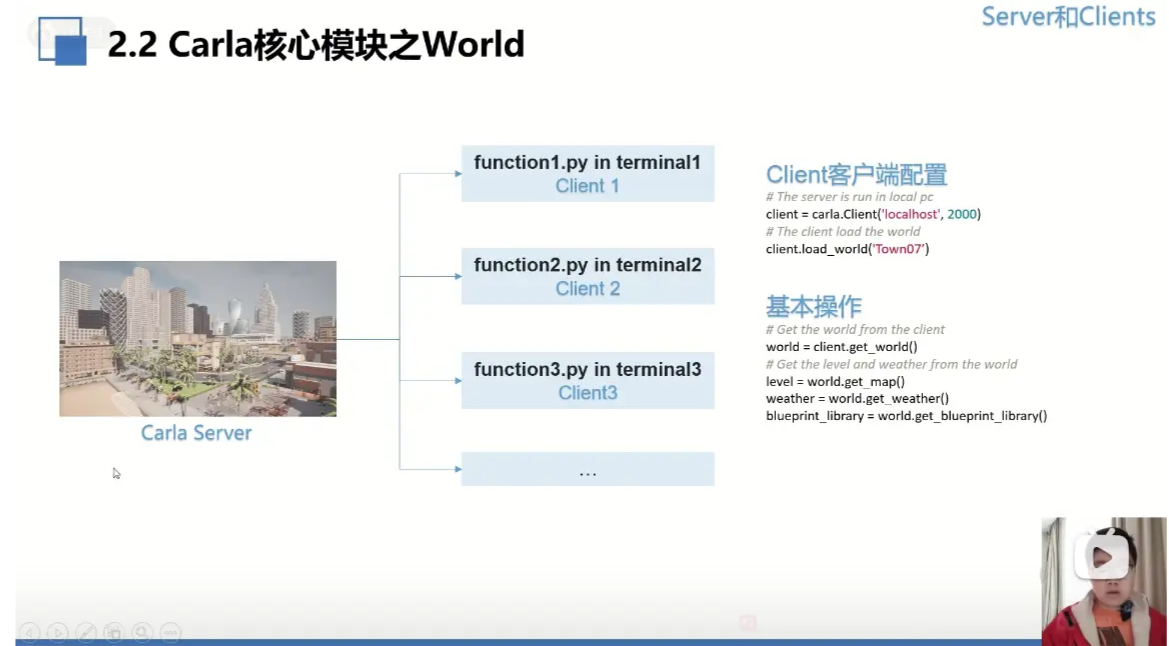 Server和Clients
2.2 Carla核心模块之World
function1.py in terminal1
Client 1
function2.py in terminal2
Client 2
function3.py in terminal3
Client3
...
Carla Server
Client客户端配置
# The server is run in local pc
client = carla.Client('localhost', 2000)
# The client load the world
client.load_world('Town07')
基本操作
# Get the world from the client
world = client.get_world()
# Get the level and weather from the world
level = world.get_map()
weather = world.get_weather()
blueprint_library = world.get_blueprint_library()